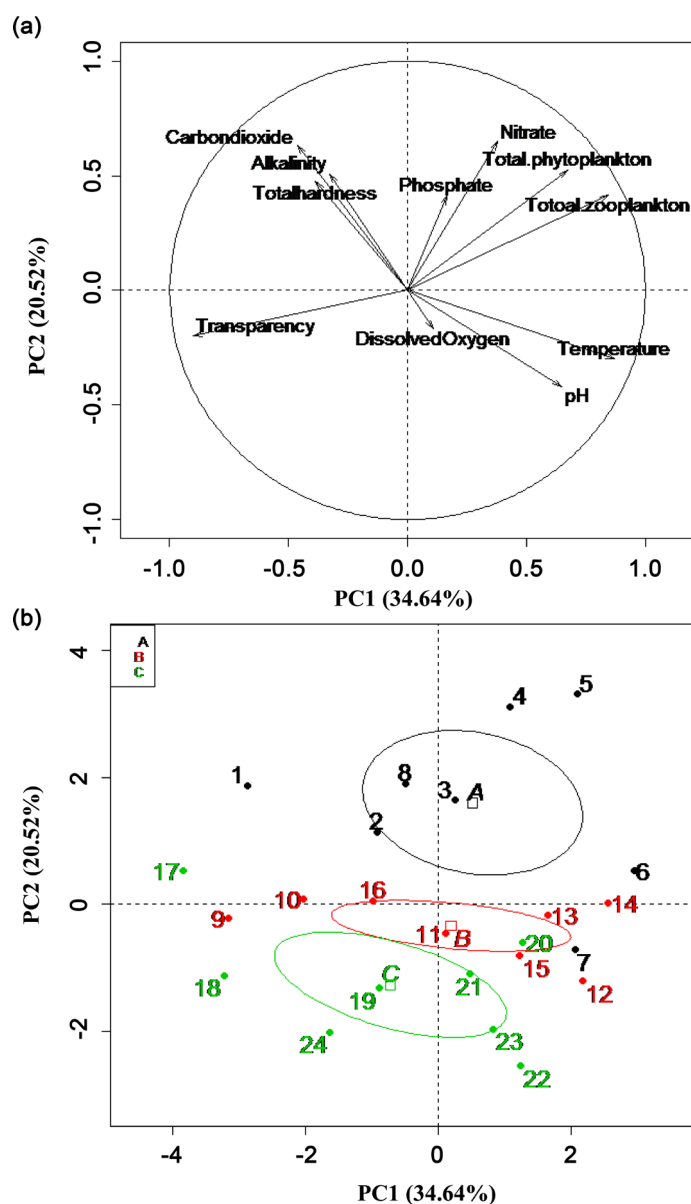 (a)
1.0
Carbondioxide
Nitrate
Alkalinity
Total.phytoplankton
0.5
Totalhardness
Phosphate
Totoal.zooplankton
PC2 (20.52%)
0.0
Transparency
DissolvedOxygen
Temperature
-0.5
pH
-1.0
-1.0 -0.5 0.0 0.5 1.0
PC1 (34.64%)
(b)
A
B
C
4
4 5
2
1 8 3 A
2
17 6
PC2 (20.52%)
0
10 16 13 14
9 11 B 20
15 7
18 C 21 12
19
-2
24 23
22
-4 -2 0 2
PC1 (34.64%)